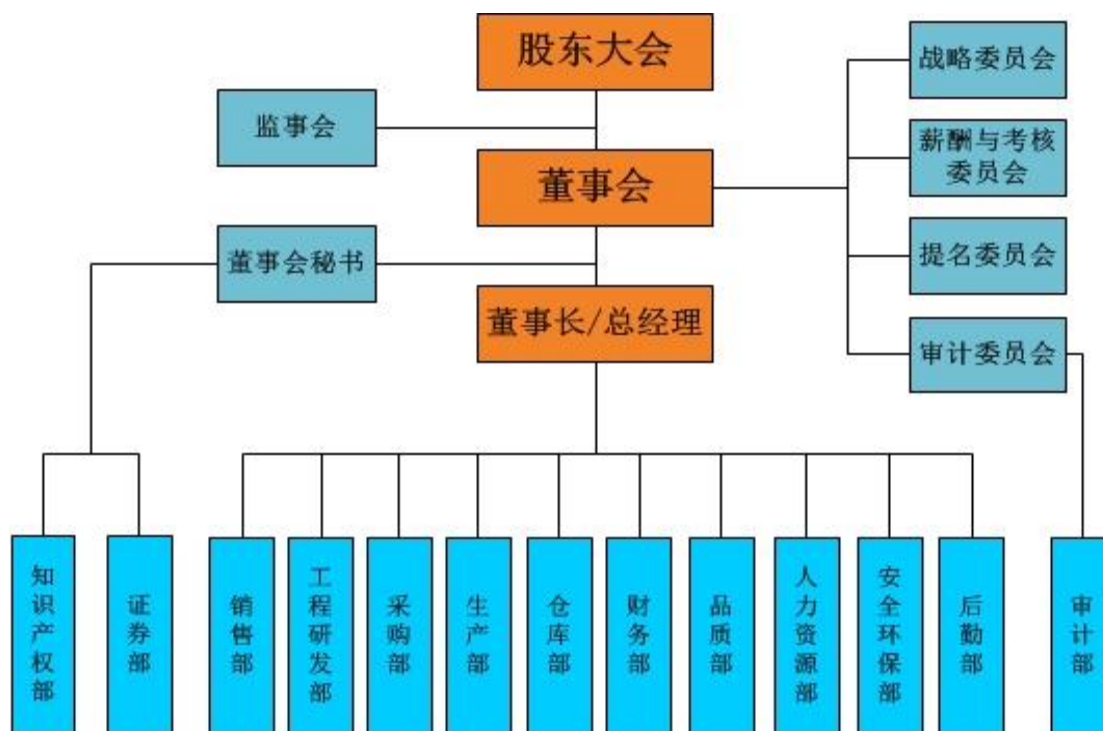 股东大会
战略委员会
监事会
薪酬与考核
委员会
董事会
提名委员会
董事会秘书
董事长/总经理
审计委员会
知识产权部
证券部
销售部
工程研发部
采购部
生产部
仓库部
财务部
品质部
人力资源部
安全环保部
后勤部
审计部